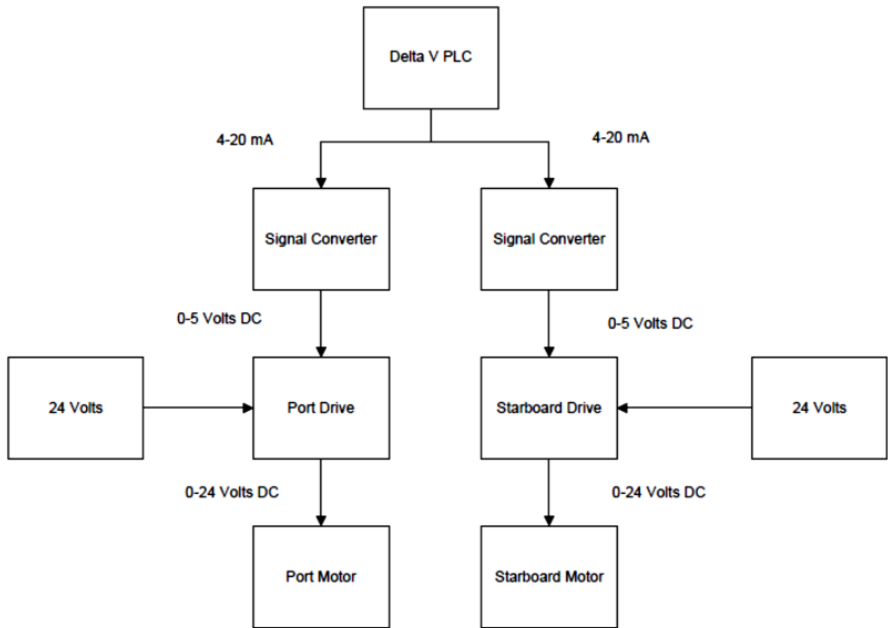 Delta V PLC
4-20 mA
4-20 mA
Signal Converter
Signal Converter
0-5 Volts DC
0-5 Volts DC
24 Volts
Port Drive
Starboard Drive
24 Volts
0-24 Volts DC
0-24 Volts DC
Port Motor
Starboard Motor